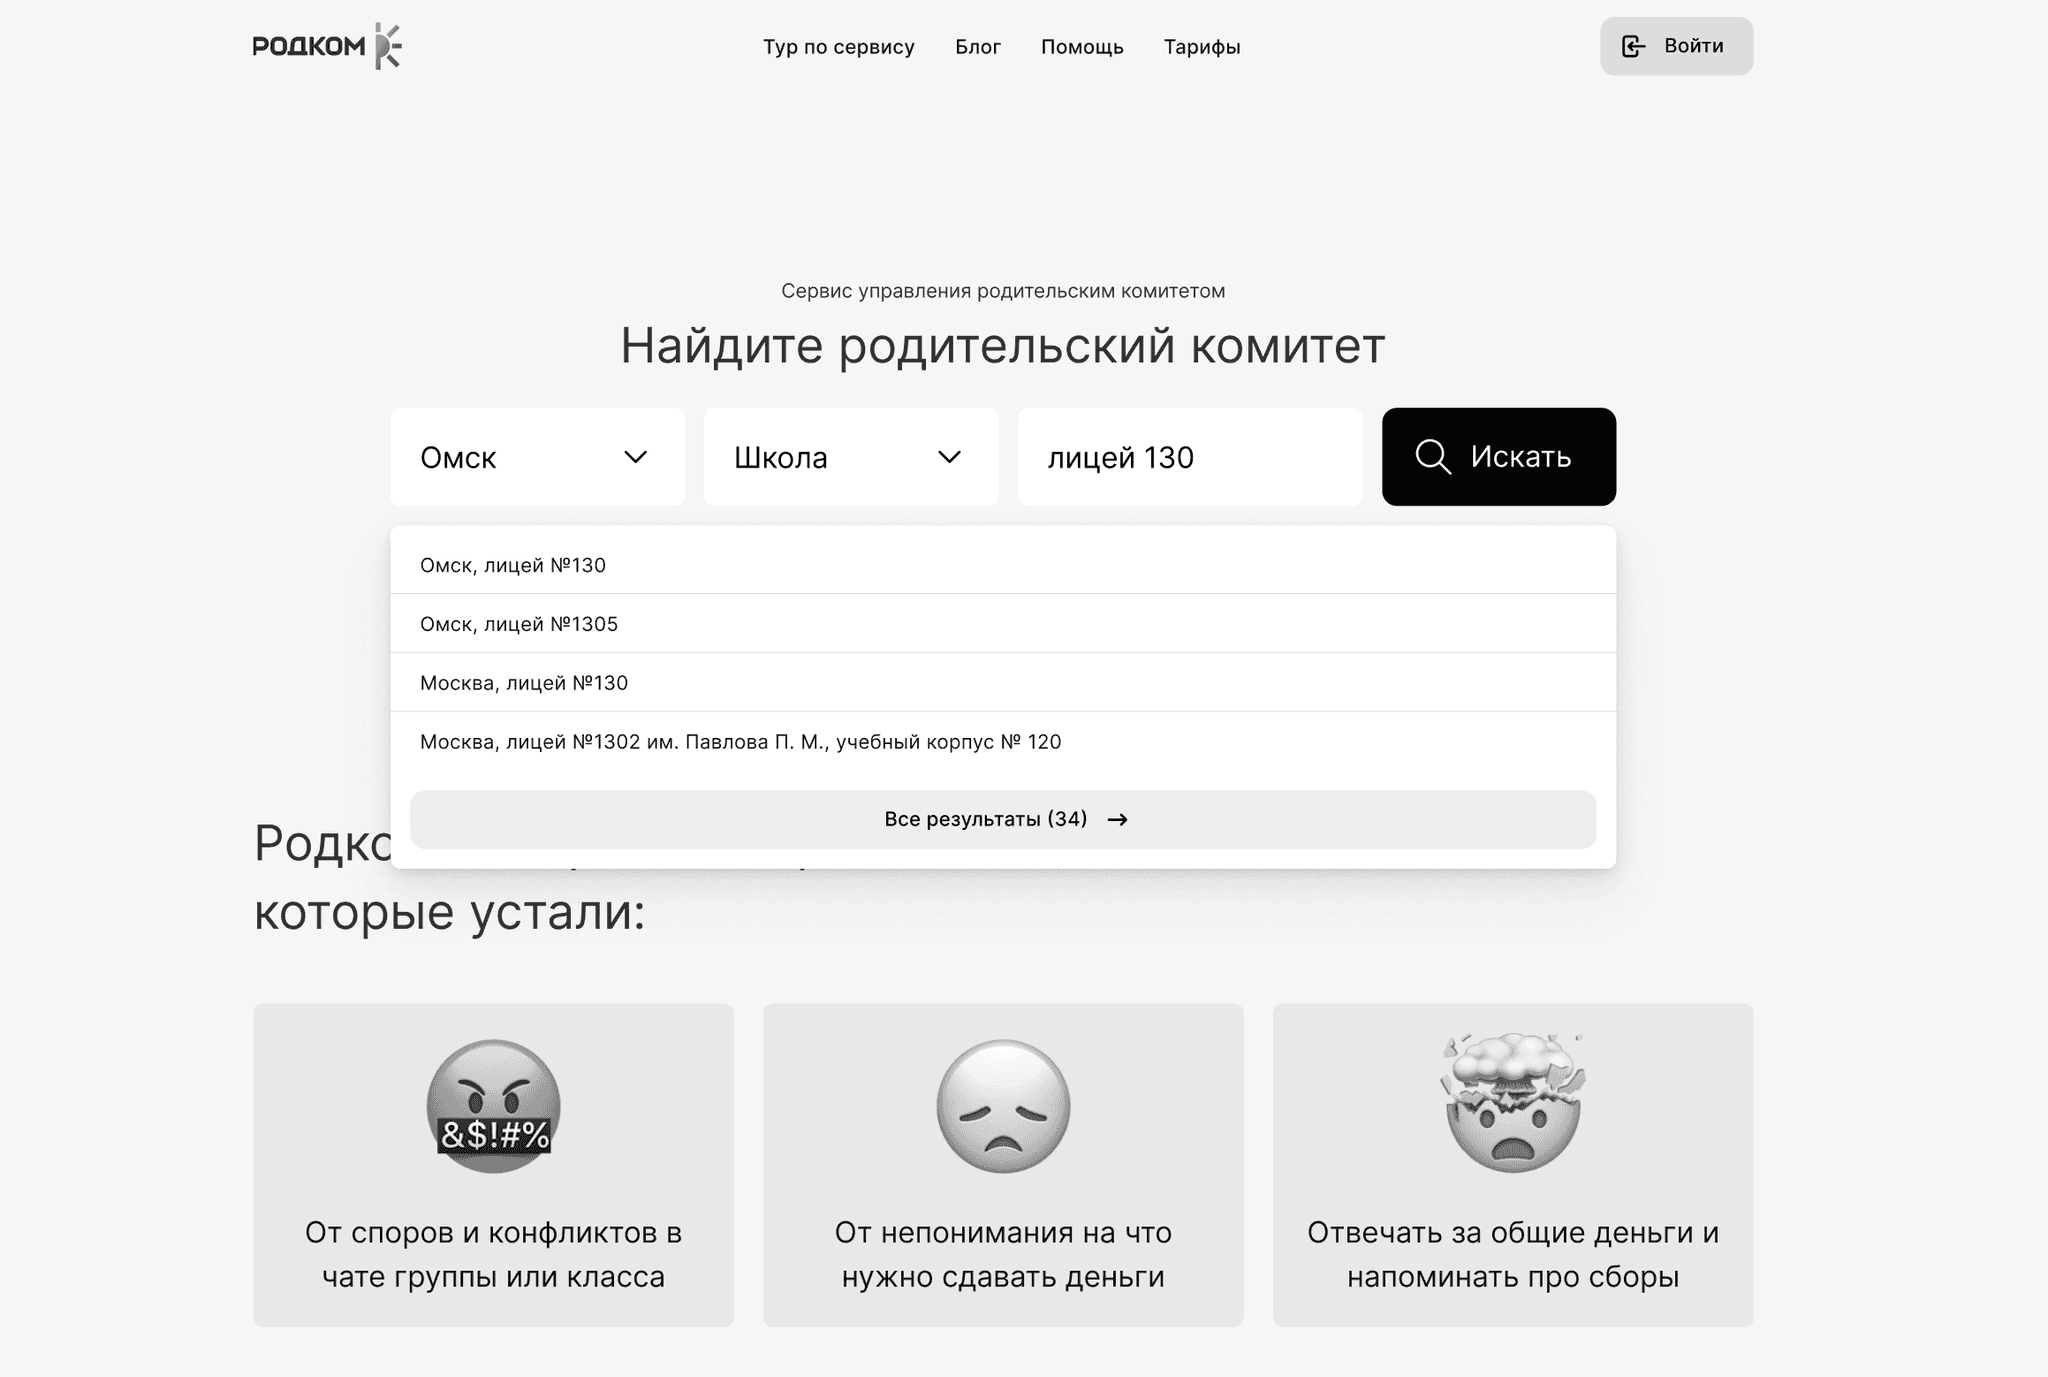 РОДКОМ
Тур по сервису
Блог
Помощь
Тарифы
Войти
Сервис управления родительским комитетом
Найдите родительский комитет
Омск
Школа
лицей 130
Искать
Омск, лицей №130
Омск, лицей №1305
Москва, лицей №130
Москва, лицей №1302 им. Павлова П. М., учебный корпус № 120
Все результаты (34) →
которые устали:
&$!#%
От споров и конфликтов в
чате группы или класса
От непонимания на что
нужно сдавать деньги
Отвечать за общие деньги и
напоминать про сборы